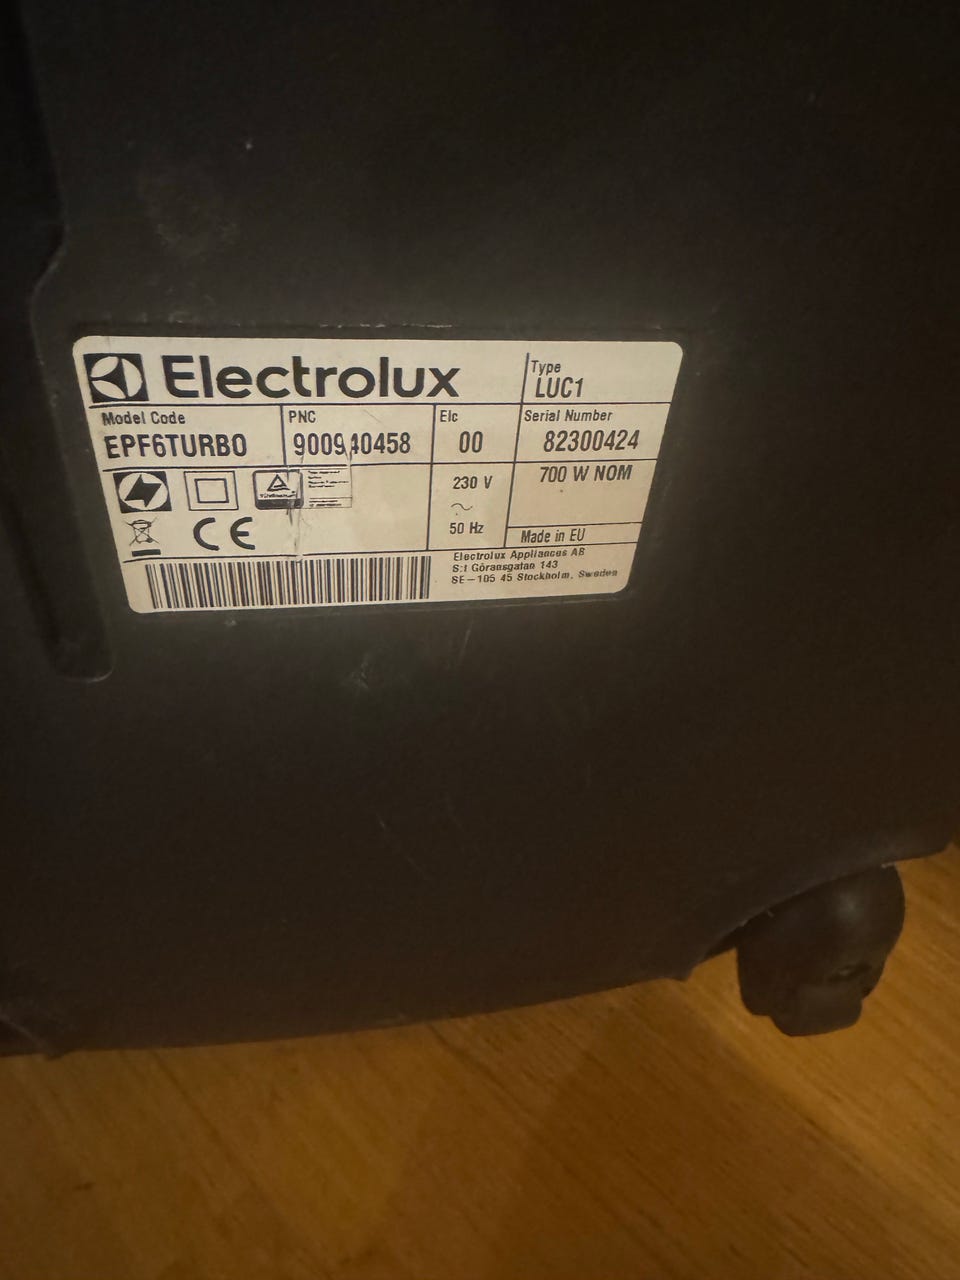 Electrolux
Type
LUC1
Model Code
EPF6TURBO
PNC
900940458
Elc
00
Serial Number
82300424
230 V
~
50 Hz
700 W NOM
Made in EU
CE
Electrolux Appliances AB
S:t Göransgatan 143
SE-105 45 Stockholm, Sweden